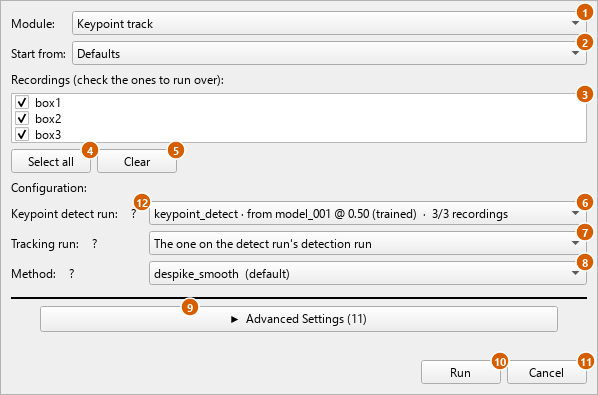 Module: Keypoint track 1
Start from: Defaults 2
Recordings (check the ones to run over):
3
box1
box2
box3
Select all 4 Clear 5
Configuration:
Keypoint detect run: ? 12 keypoint_detect · from model_001 @ 0.50 (trained) · 3/3 recordings 6
Tracking run: ? The one on the detect run's detection run 7
Method: ? despike_smooth (default) 8
9
► Advanced Settings (11)
Run 10 Cancel 11